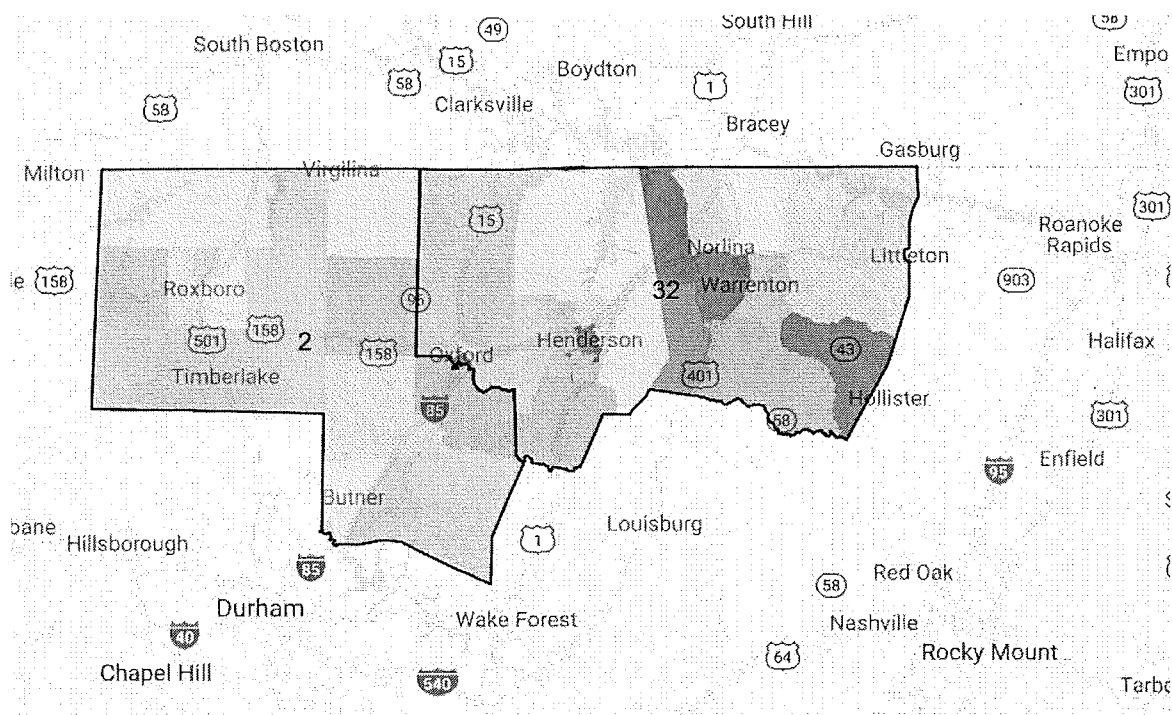 South Hill
58
49
South Boston
15
Empo
58
Boydton
1
301
58
Clarksville
Bracey
Gasburg
Milton
Virgilina
301
15
Roanoke
Rapids
Norlina
Littleton
e
158
903
Roxboro
32
Warrenton
96
501
158
2
158
Oxford
Henderson
43
Halifax
Timberlake
401
85
Hollister
58
301
Enfield
95
Butner
Louisburg
bane
Hillsborough
1
85
Red Oak
58
Durham
Wake Forest
Nashville
40
64
Rocky Mount
Chapel Hill
540
Tarbo